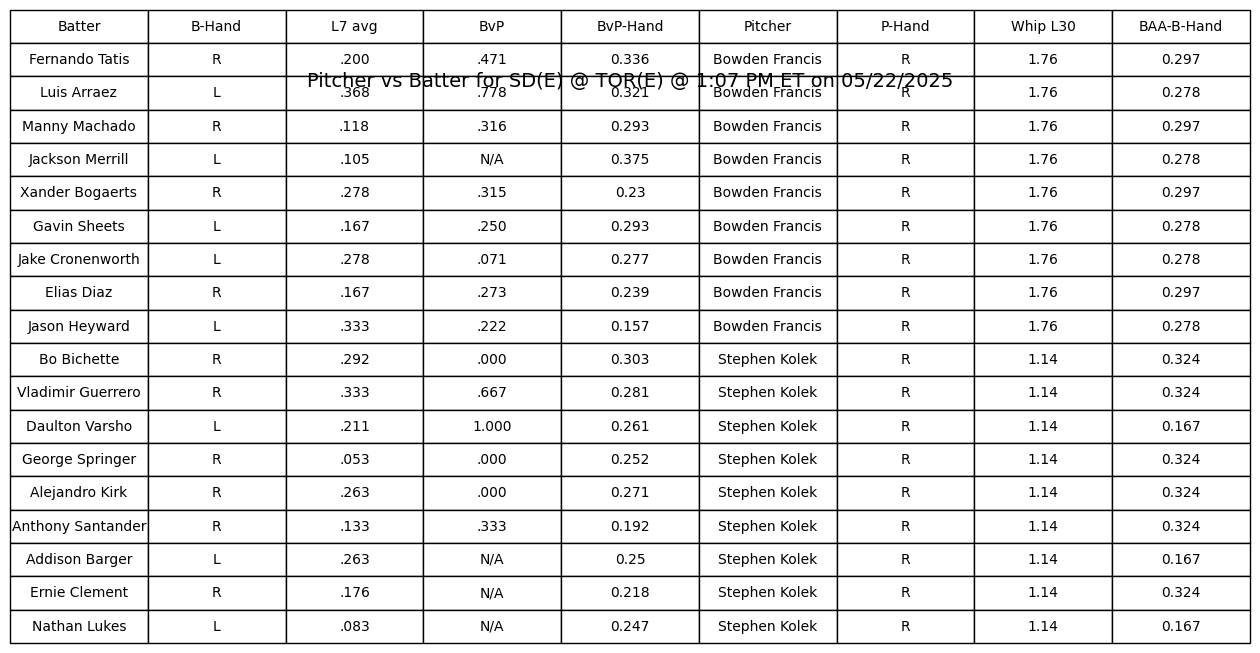 Batter B-Hand L7 avg BvP BvP-Hand Pitcher P-Hand Whip L30 BAA-B-Hand
Fernando Tatis R .200 .471 0.336 Bowden Francis R 1.76 0.297
Pitcher vs Batter for SD(E) @ TOR(E) @ 1:07 PM ET on 05/22/2025
Luis Arraez L .368 .778 0.321 Bowden Francis R 1.76 0.278
Manny Machado R .118 .316 0.293 Bowden Francis R 1.76 0.297
Jackson Merrill L .105 N/A 0.375 Bowden Francis R 1.76 0.278
Xander Bogaerts R .278 .315 0.23 Bowden Francis R 1.76 0.297
Gavin Sheets L .167 .250 0.293 Bowden Francis R 1.76 0.278
Jake Cronenworth L .278 .071 0.277 Bowden Francis R 1.76 0.278
Elias Diaz R .167 .273 0.239 Bowden Francis R 1.76 0.297
Jason Heyward L .333 .222 0.157 Bowden Francis R 1.76 0.278
Bo Bichette R .292 .000 0.303 Stephen Kolek R 1.14 0.324
Vladimir Guerrero R .333 .667 0.281 Stephen Kolek R 1.14 0.324
Daulton Varsho L .211 1.000 0.261 Stephen Kolek R 1.14 0.167
George Springer R .053 .000 0.252 Stephen Kolek R 1.14 0.324
Alejandro Kirk R .263 .000 0.271 Stephen Kolek R 1.14 0.324
Anthony Santander R .133 .333 0.192 Stephen Kolek R 1.14 0.324
Addison Barger L .263 N/A 0.25 Stephen Kolek R 1.14 0.167
Ernie Clement R .176 N/A 0.218 Stephen Kolek R 1.14 0.324
Nathan Lukes L .083 N/A 0.247 Stephen Kolek R 1.14 0.167